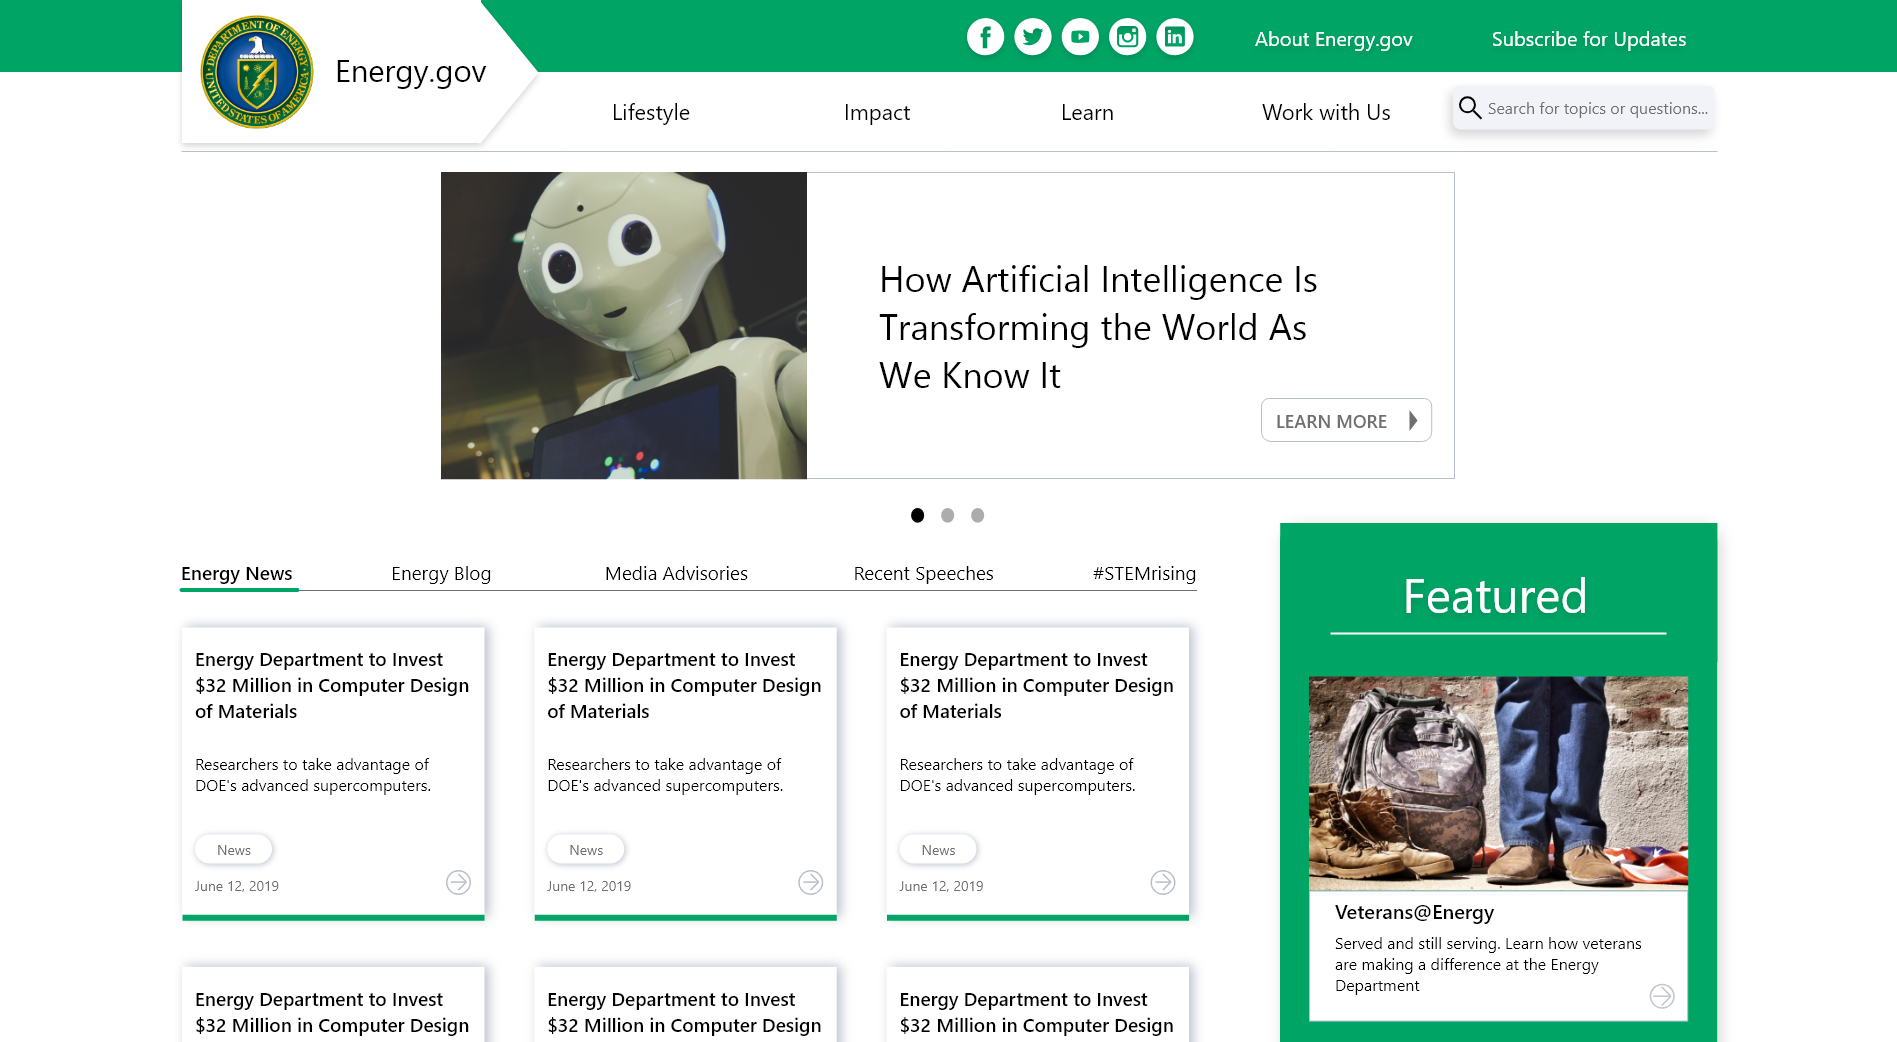 DEPARTMENT OF ENERGY
UNITED STATES OF AMERICA
Energy.gov
About Energy.gov
Subscribe for Updates
Lifestyle
Impact
Learn
Work with Us
Search for topics or questions...
How Artificial Intelligence Is
Transforming the World As
We Know It
LEARN MORE
Energy News
Energy Blog
Media Advisories
Recent Speeches
#STEMrising
Energy Department to Invest
$32 Million in Computer Design
of Materials
Researchers to take advantage of
DOE's advanced supercomputers.
News
June 12, 2019
Energy Department to Invest
$32 Million in Computer Design
of Materials
Researchers to take advantage of
DOE's advanced supercomputers.
News
June 12, 2019
Energy Department to Invest
$32 Million in Computer Design
of Materials
Researchers to take advantage of
DOE's advanced supercomputers.
News
June 12, 2019
Energy Department to Invest
$32 Million in Computer Design
Energy Department to Invest
$32 Million in Computer Design
Energy Department to Invest
$32 Million in Computer Design
Featured
Veterans@Energy
Served and still serving. Learn how veterans
are making a difference at the Energy
Department